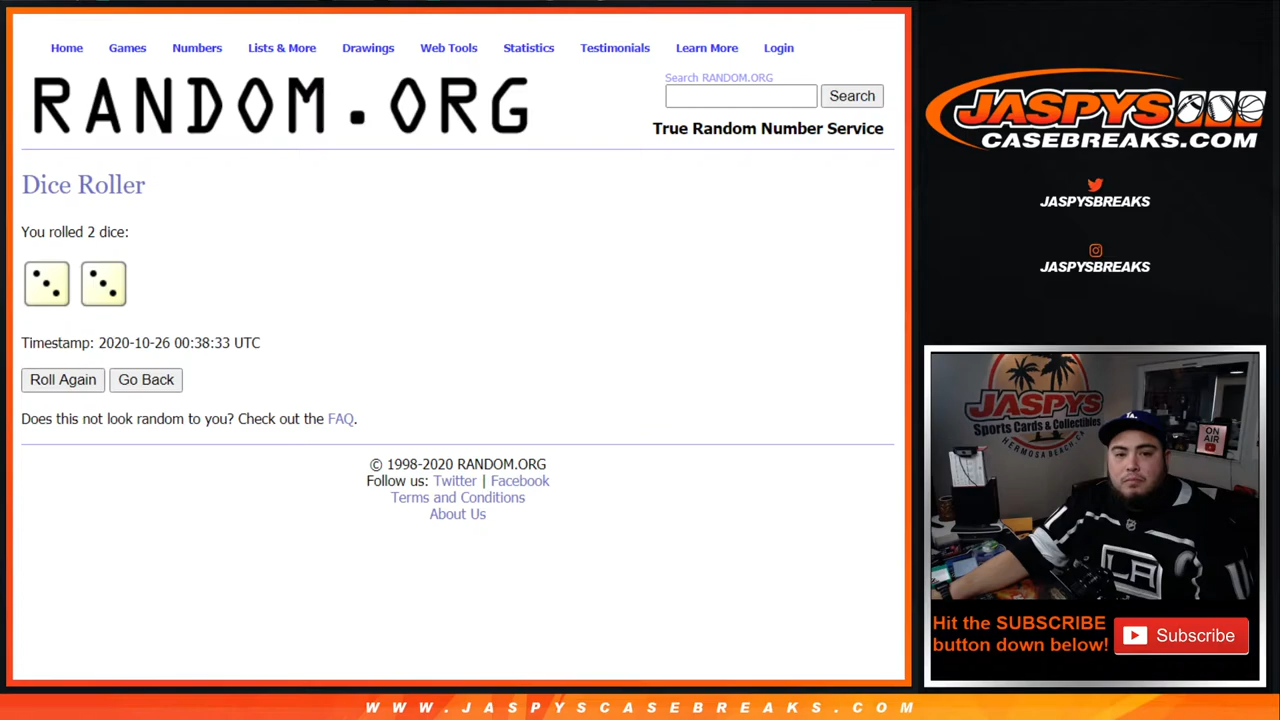 Home Games Numbers Lists & More Drawings Web Tools Statistics Testimonials Learn More Login
RANDOM.ORG
Search RANDOM.ORG
Search
True Random Number Service
Dice Roller
You rolled 2 dice:
Timestamp: 2020-10-26 00:38:33 UTC
Roll Again Go Back
Does this not look random to you? Check out the FAQ.
© 1998-2020 RANDOM.ORG
Follow us: Twitter | Facebook
Terms and Conditions
About Us
JASPYS
CASEBREAKS.COM
JASPYSBREAKS
JASPYSBREAKS
JASPYS
Sports Cards & Collectibles
HERMOSA BEACH, CA
ON
AIR
LA
Hit the SUBSCRIBE
button down below!
Subscribe
WWW.JASPYSCASEBREAKS.COM